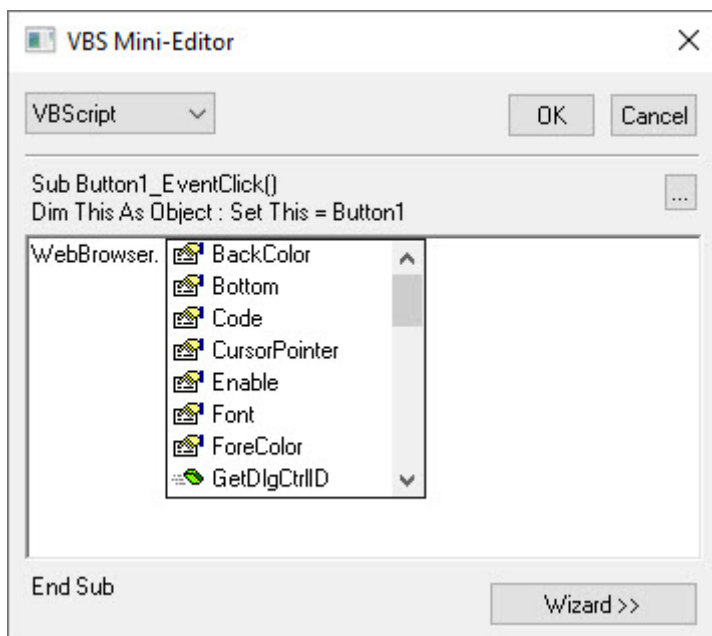 VBS Mini-Editor
VBScript
OK
Cancel
Sub Button1_EventClick()
...
Dim This As Object : Set This = Button1
WebBrowser.
BackColor
Bottom
Code
CursorPointer
Enable
Font
ForeColor
GetDlgCtrlID
End Sub
Wizard >>